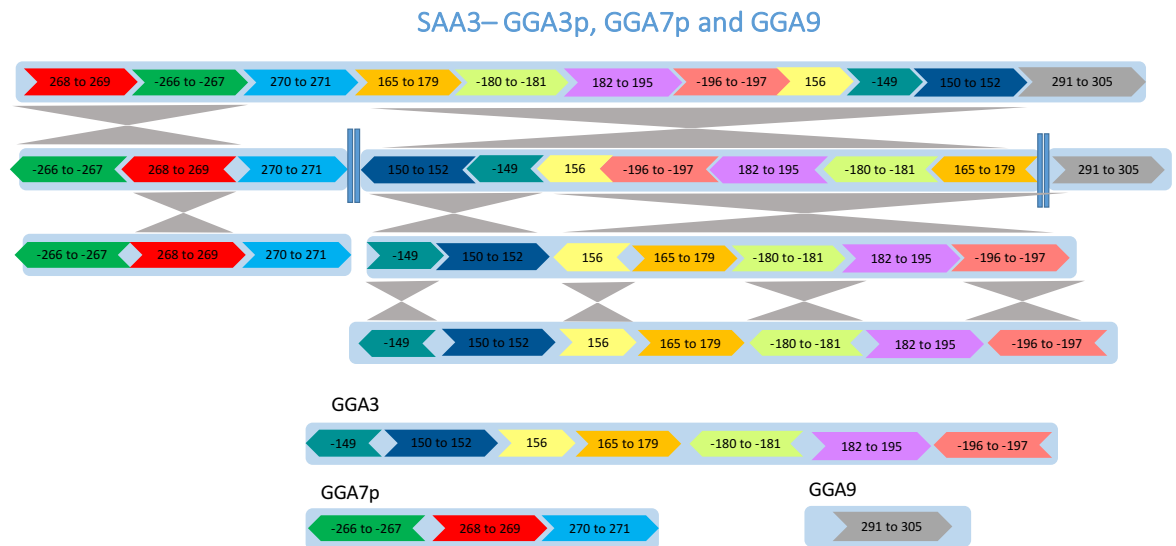 SAA3– GGA3p, GGA7p and GGA9
268 to 269 -266 to -267 270 to 271 165 to 179 -180 to -181 182 to 195 -196 to -197 156 -149 150 to 152 291 to 305
-266 to -267 268 to 269 270 to 271 150 to 152 -149 156 -196 to -197 182 to 195 -180 to -181 165 to 179 291 to 305
-266 to -267 268 to 269 270 to 271 -149 150 to 152 156 165 to 179 -180 to -181 182 to 195 -196 to -197
-149 150 to 152 156 165 to 179 -180 to -181 182 to 195 -196 to -197
GGA3
-149 150 to 152 156 165 to 179 -180 to -181 182 to 195 -196 to -197
GGA7p GGA9
-266 to -267 268 to 269 270 to 271 291 to 305